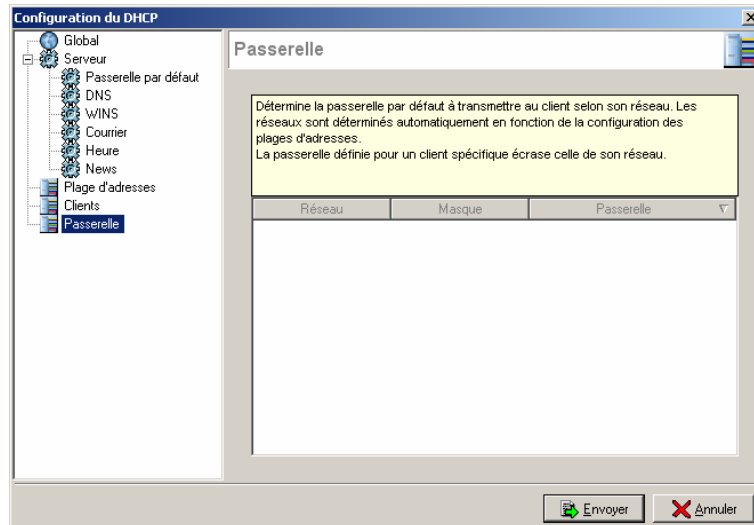 Configuration du DHCP
Global
Serveur
Passerelle par défaut
DNS
WINS
Courrier
Heure
News
Plage d'adresses
Clients
Passerelle
Passerelle
Détermine la passerelle par défaut à transmettre au client selon son réseau. Les
réseaux sont déterminés automatiquement en fonction de la configuration des
plages d'adresses.
La passerelle définie pour un client spécifique écrase celle de son réseau.
Réseau Masque Passerelle
Envoyer Annuler